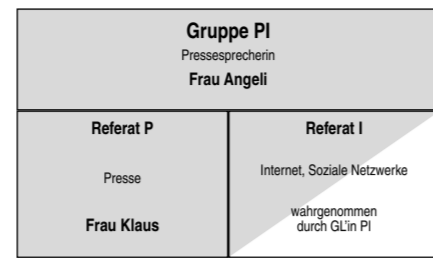 Gruppe PI
Pressesprecherin
Frau Angeli
Referat P
Presse
Frau Klaus
Referat I
Internet, Soziale Netzwerke
wahrgenommen
durch GL'in PI